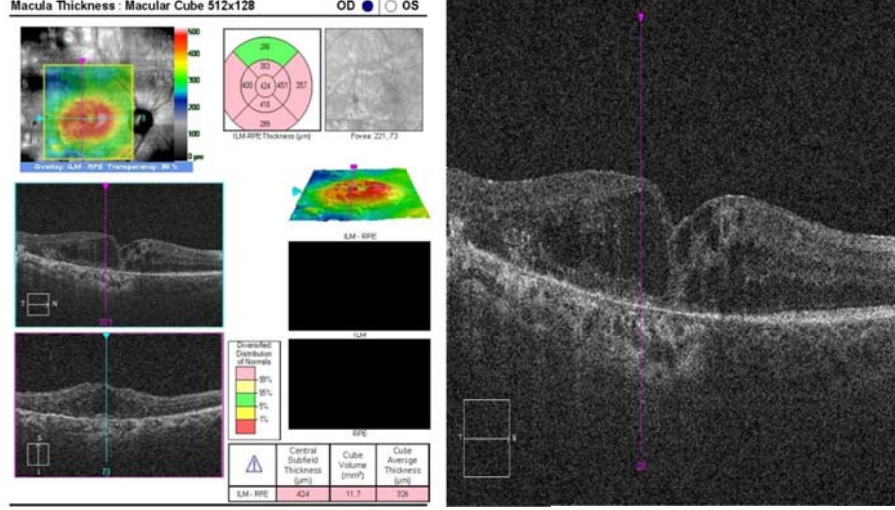 Macula Thickness : Macular Cube 512x128
OD OS
500
400
300
200
100
0 µm
Overlay: ILM - RPE Transparency: 50 %
383
400 424 451 357
418
ILM-RPE Thickness (µm)
Fovea: 221, 73
ILM - RPE
T N
221
ILM
Diversified:
Distribution
of Normals
99%
95%
5%
1%
RPE
S
I
73
Central
Subfield
Thickness
(µm)
Cube
Volume
(mm³)
Cube
Average
Thickness
(µm)
ILM - RPE 424 11.7 326